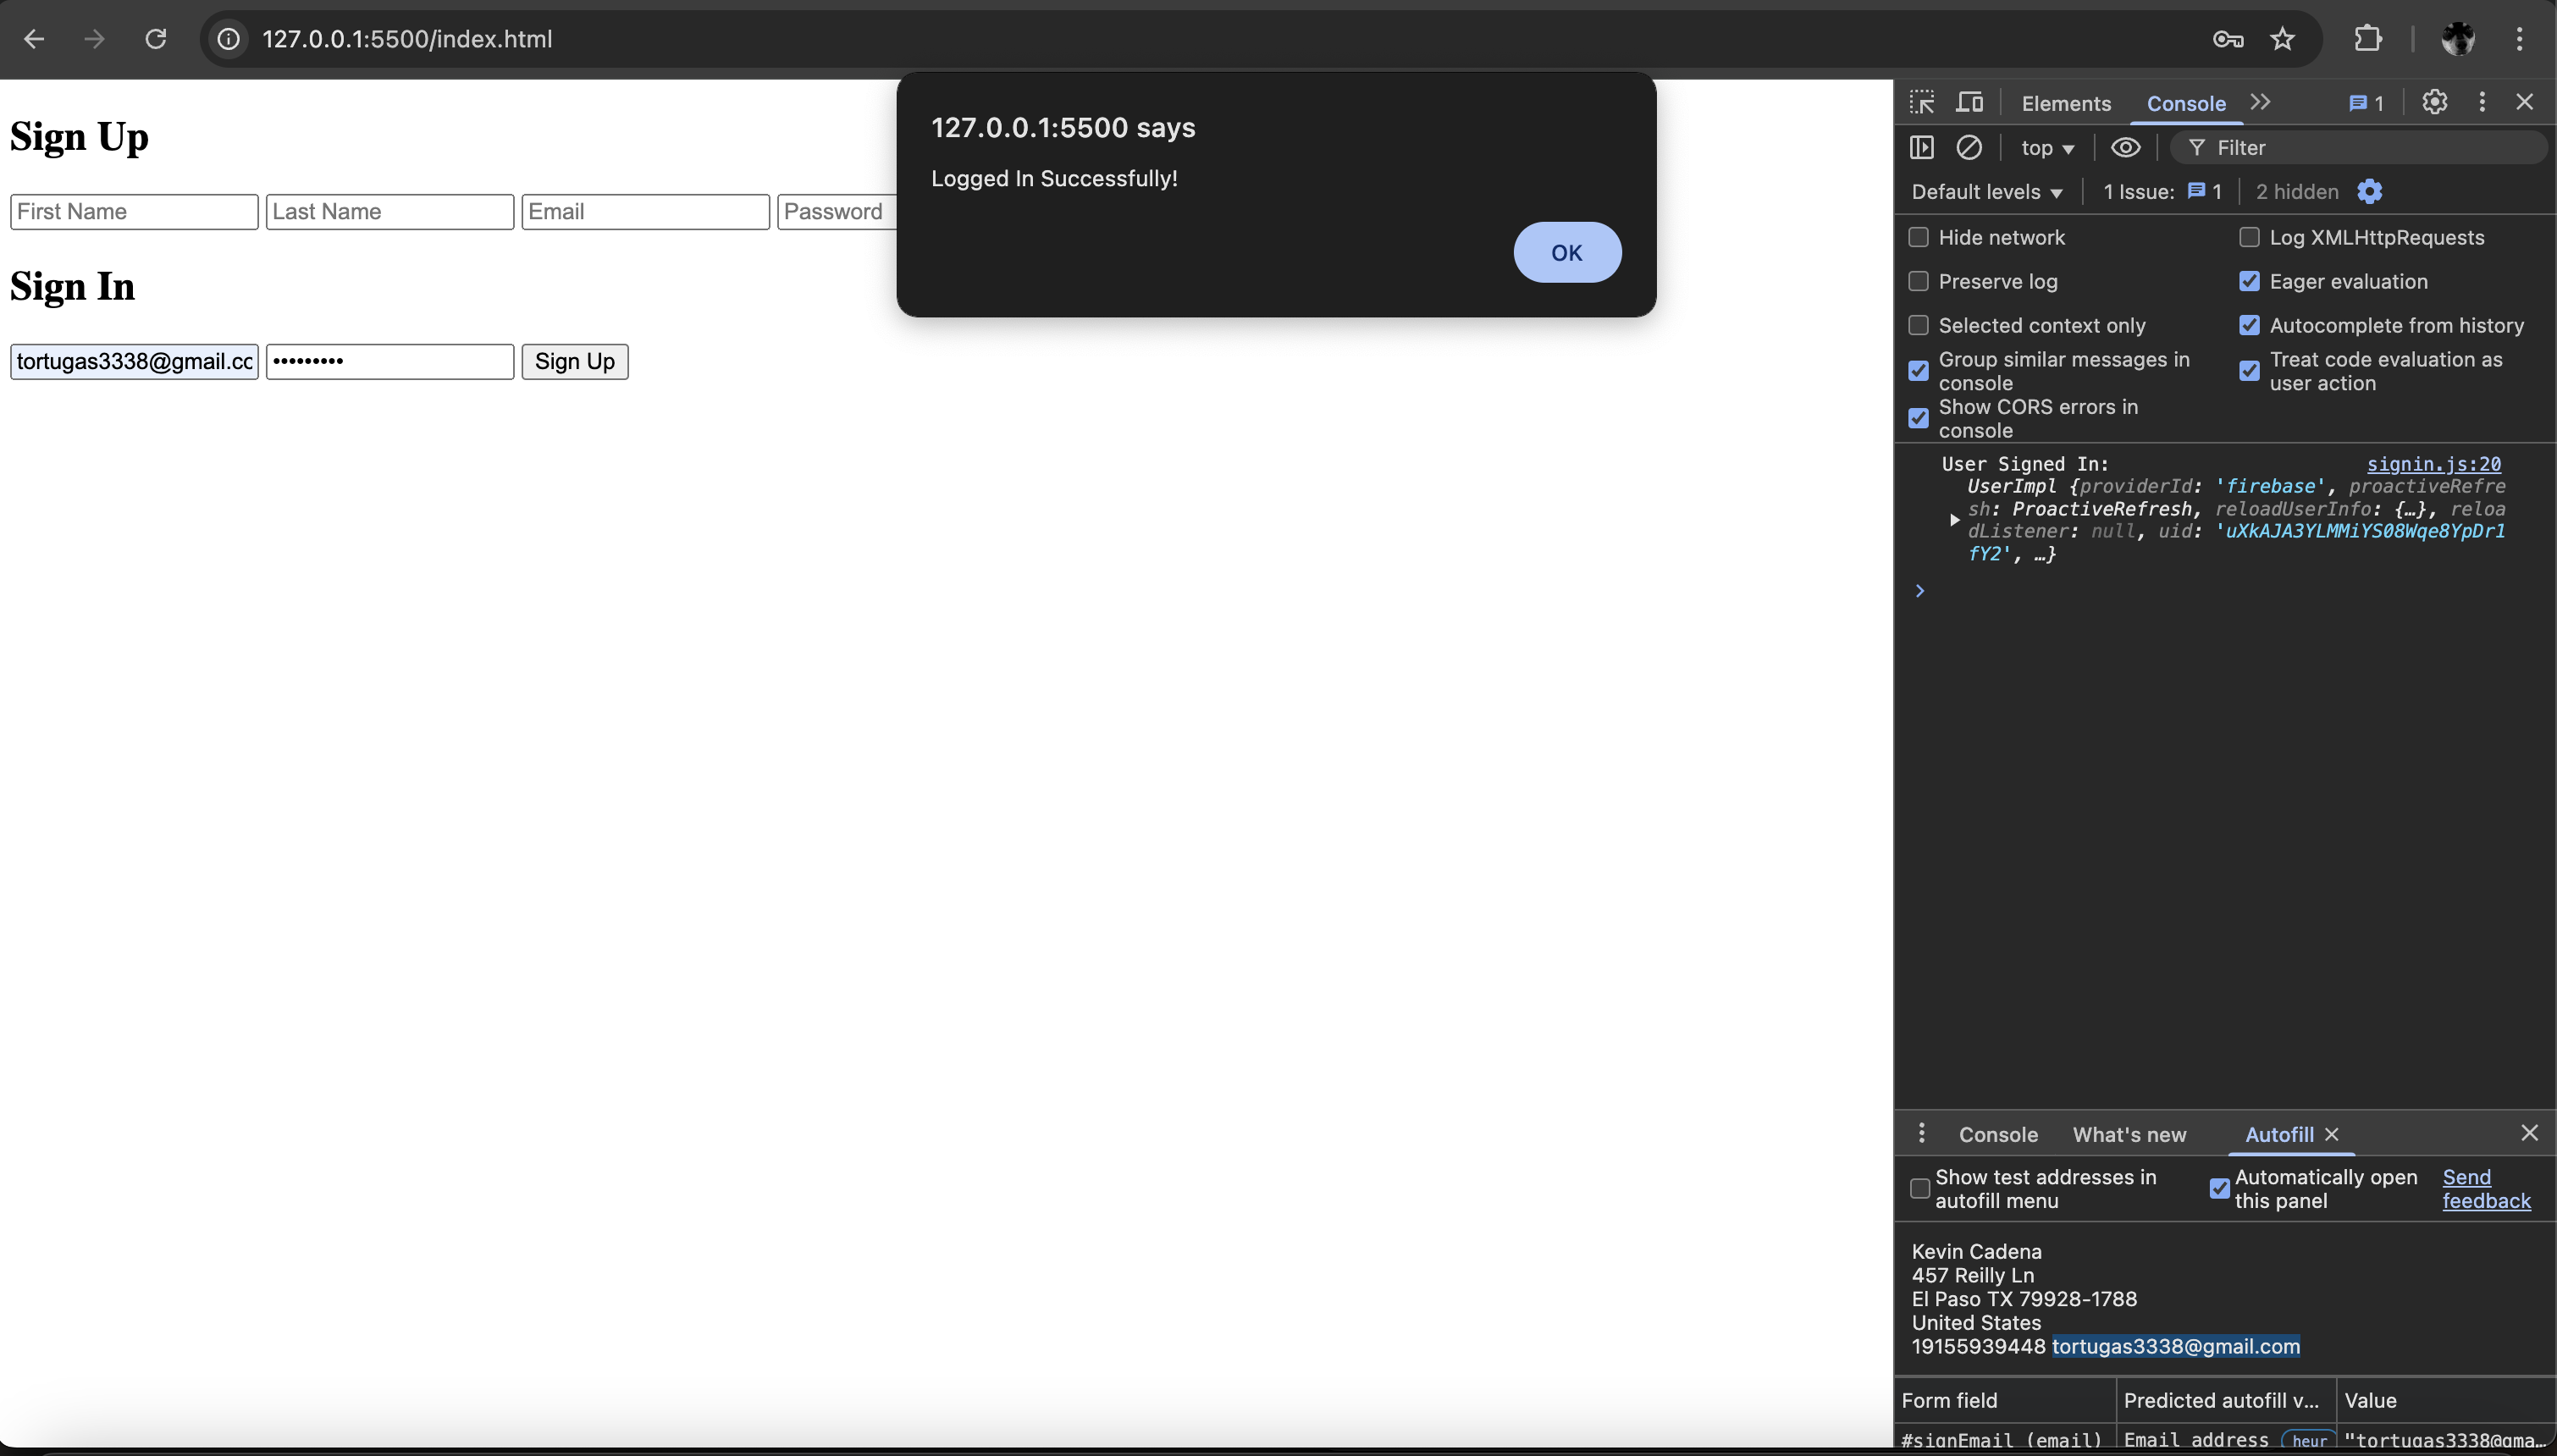 127.0.0.1:5500/index.html
127.0.0.1:5500 says
Logged In Successfully!
OK
Sign Up
First Name Last Name Email Password
Sign In
tortugas3338@gmail.cc ••••••••• Sign Up
Elements Console 1
top Filter
Default levels 1 Issue: 1 2 hidden
Hide network Log XMLHttpRequests
Preserve log Eager evaluation
Selected context only Autocomplete from history
Group similar messages in console Treat code evaluation as user action
Show CORS errors in console
User Signed In: signin.js:20
UserImpl {providerId: 'firebase', proactiveRefre
sh: ProactiveRefresh, reloadUserInfo: {…}, reloa
dListener: null, uid: 'uXkAJA3YLMMiYS08Wqe8YpDr1
fY2', …}
Console What's new Autofill
Show test addresses in autofill menu Automatically open this panel Send feedback
Kevin Cadena
457 Reilly Ln
El Paso TX 79928-1788
United States
19155939448 tortugas3338@gmail.com
Form field Predicted autofill v... Value
#signEmail (email) Email address heur "tortugas3338@gma...